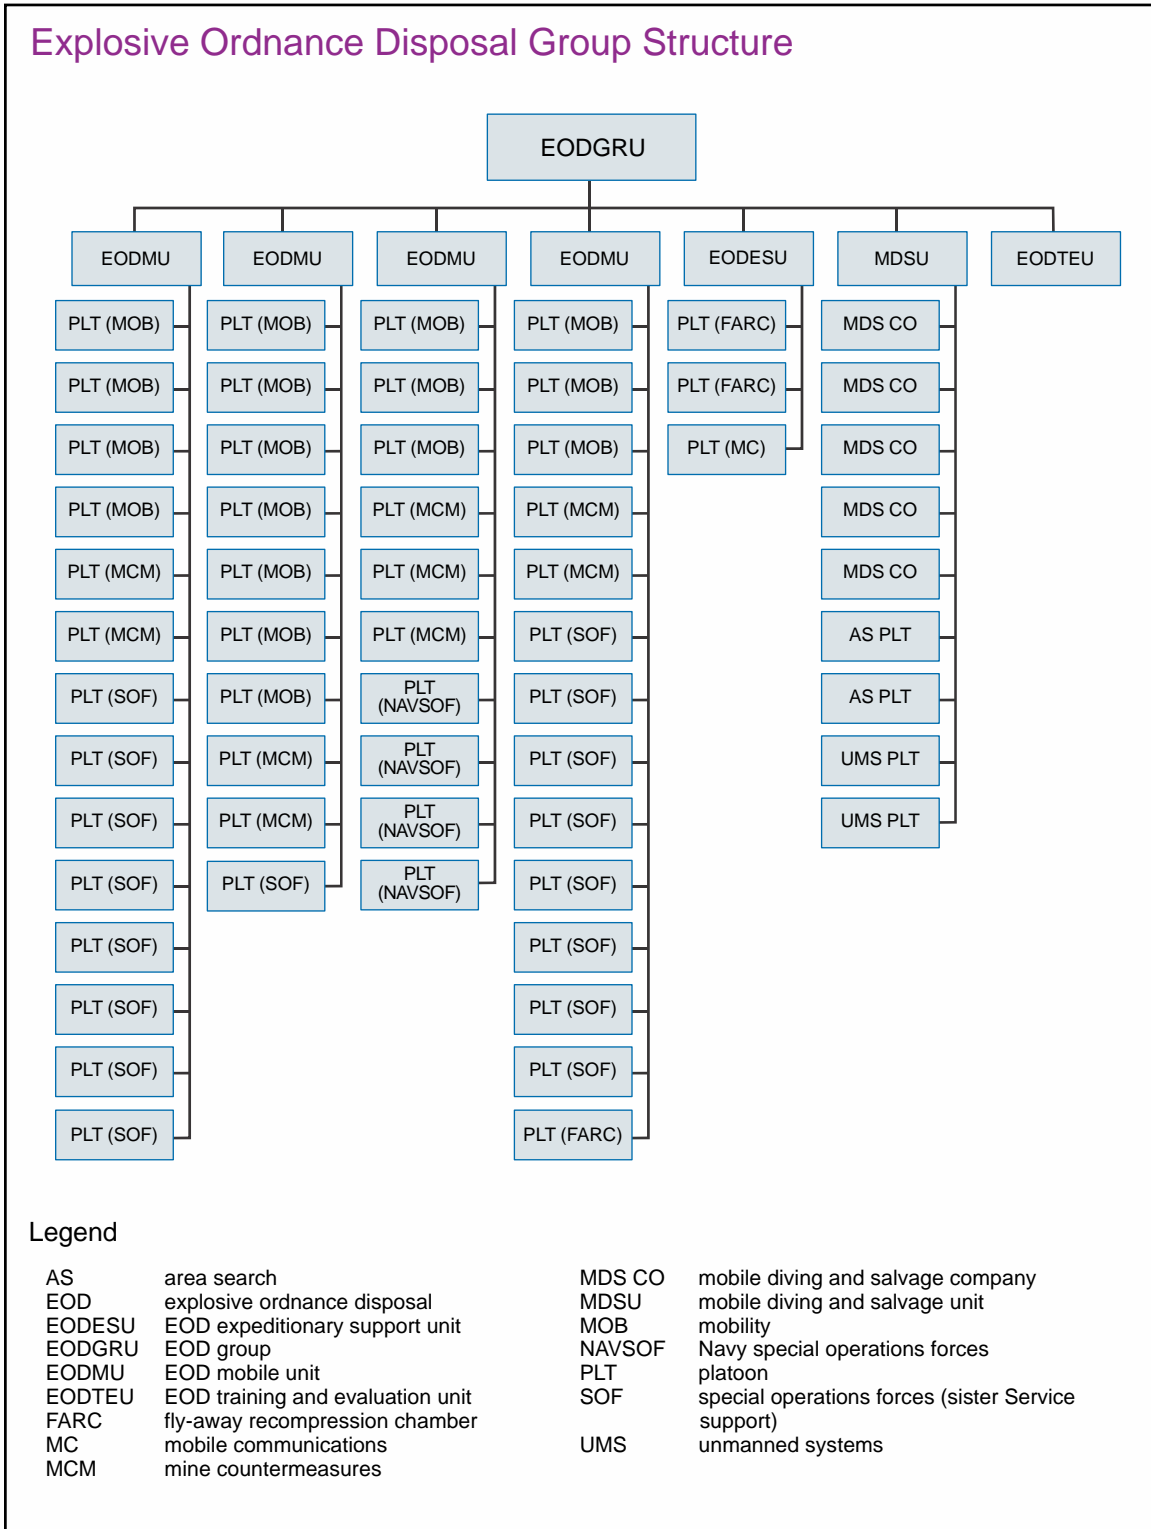 Explosive Ordnance Disposal Group Structure
EODGRU
EODMU EODMU EODMU EODMU EODESU MDSU EODTEU
PLT (MOB) PLT (MOB) PLT (MOB) PLT (MOB) PLT (FARC) MDS CO
PLT (MOB) PLT (MOB) PLT (MOB) PLT (MOB) PLT (FARC) MDS CO
PLT (MOB) PLT (MOB) PLT (MOB) PLT (MOB) PLT (MC) MDS CO
PLT (MOB) PLT (MOB) PLT (MCM) PLT (MCM) MDS CO
PLT (MCM) PLT (MOB) PLT (MCM) PLT (MCM) MDS CO
PLT (MCM) PLT (MOB) PLT (MCM) PLT (SOF) AS PLT
PLT (SOF) PLT (MOB) PLT (NAVSOF) PLT (SOF) AS PLT
PLT (SOF) PLT (MCM) PLT (NAVSOF) PLT (SOF) UMS PLT
PLT (SOF) PLT (MCM) PLT (NAVSOF) PLT (SOF) UMS PLT
PLT (SOF) PLT (SOF) PLT (NAVSOF) PLT (SOF)
PLT (SOF) PLT (SOF)
PLT (SOF) PLT (SOF)
PLT (SOF) PLT (SOF)
PLT (SOF) PLT (FARC)
Legend
AS area search
EOD explosive ordnance disposal
EODESU EOD expeditionary support unit
EODGRU EOD group
EODMU EOD mobile unit
EODTEU EOD training and evaluation unit
FARC fly-away recompression chamber
MC mobile communications
MCM mine countermeasures
MDS CO mobile diving and salvage company
MDSU mobile diving and salvage unit
MOB mobility
NAVSOF Navy special operations forces
PLT platoon
SOF special operations forces (sister Service
support)
UMS unmanned systems